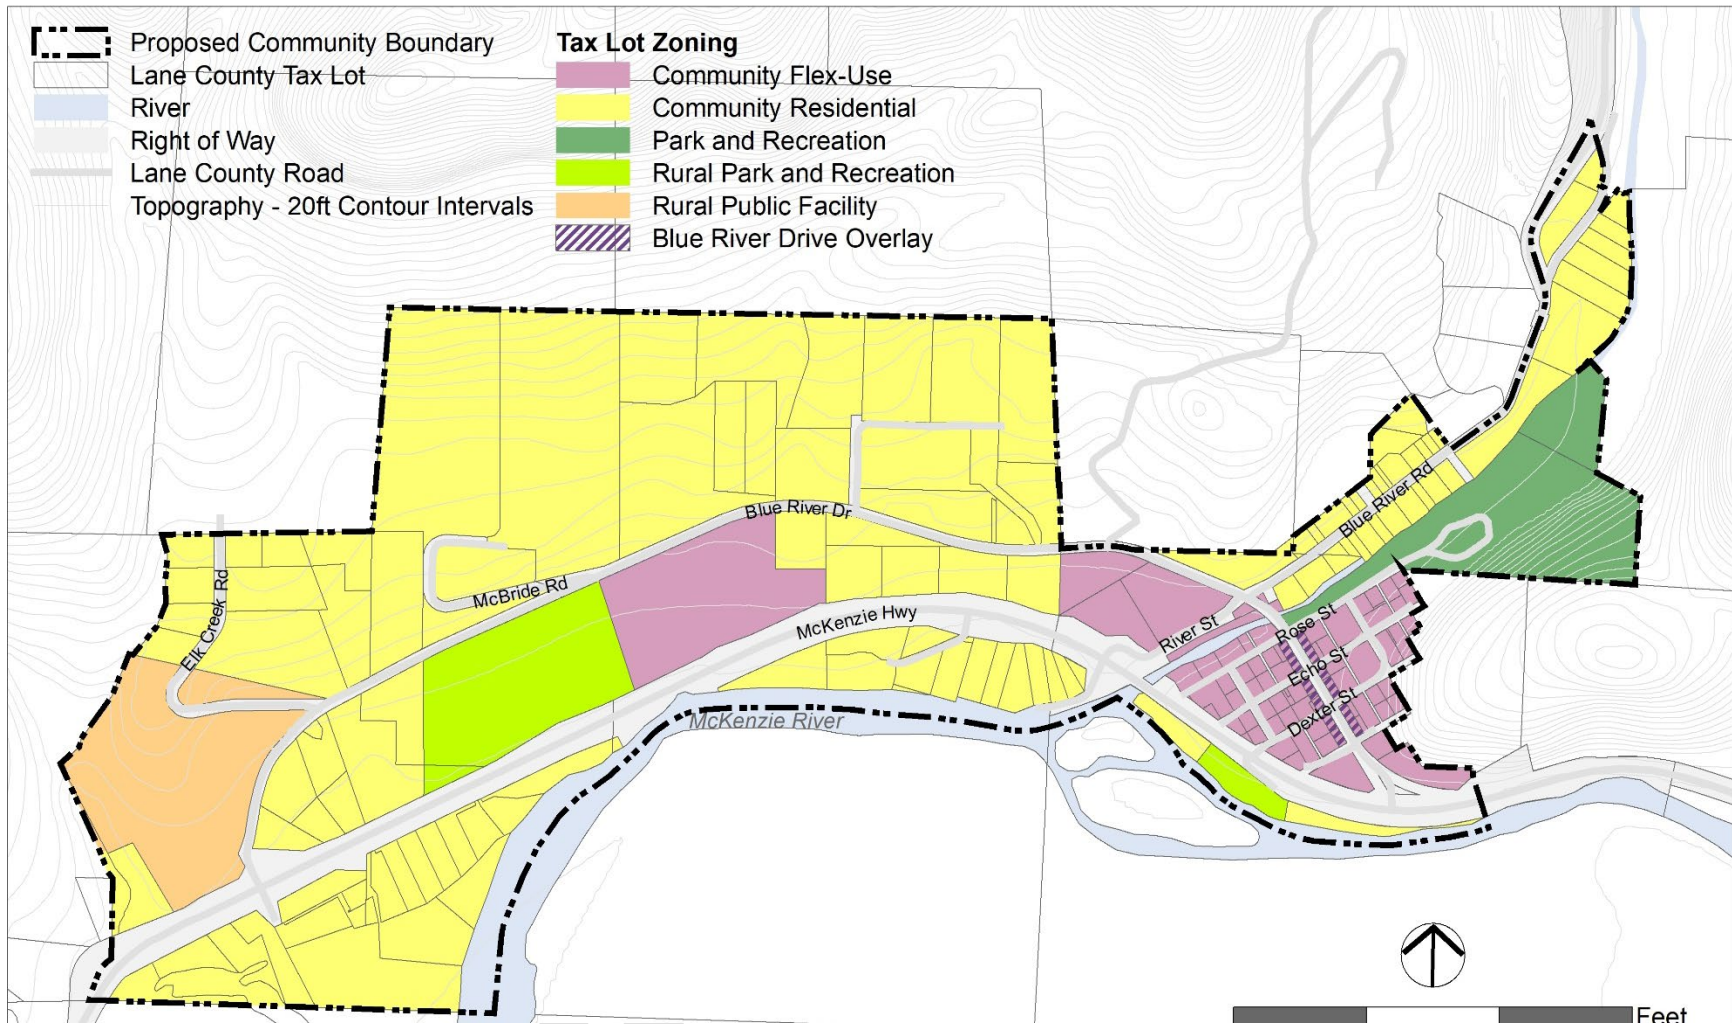 Proposed Community Boundary
Lane County Tax Lot
River
Right of Way
Lane County Road
Topography - 20ft Contour Intervals
Tax Lot Zoning
Community Flex-Use
Community Residential
Park and Recreation
Rural Park and Recreation
Rural Public Facility
Blue River Drive Overlay
Blue River Rd
Blue River Dr
McBride Rd
Elk Creek Rd
McKenzie Hwy
River St
Rose St
Echo St
Dexter St
McKenzie River
Feet